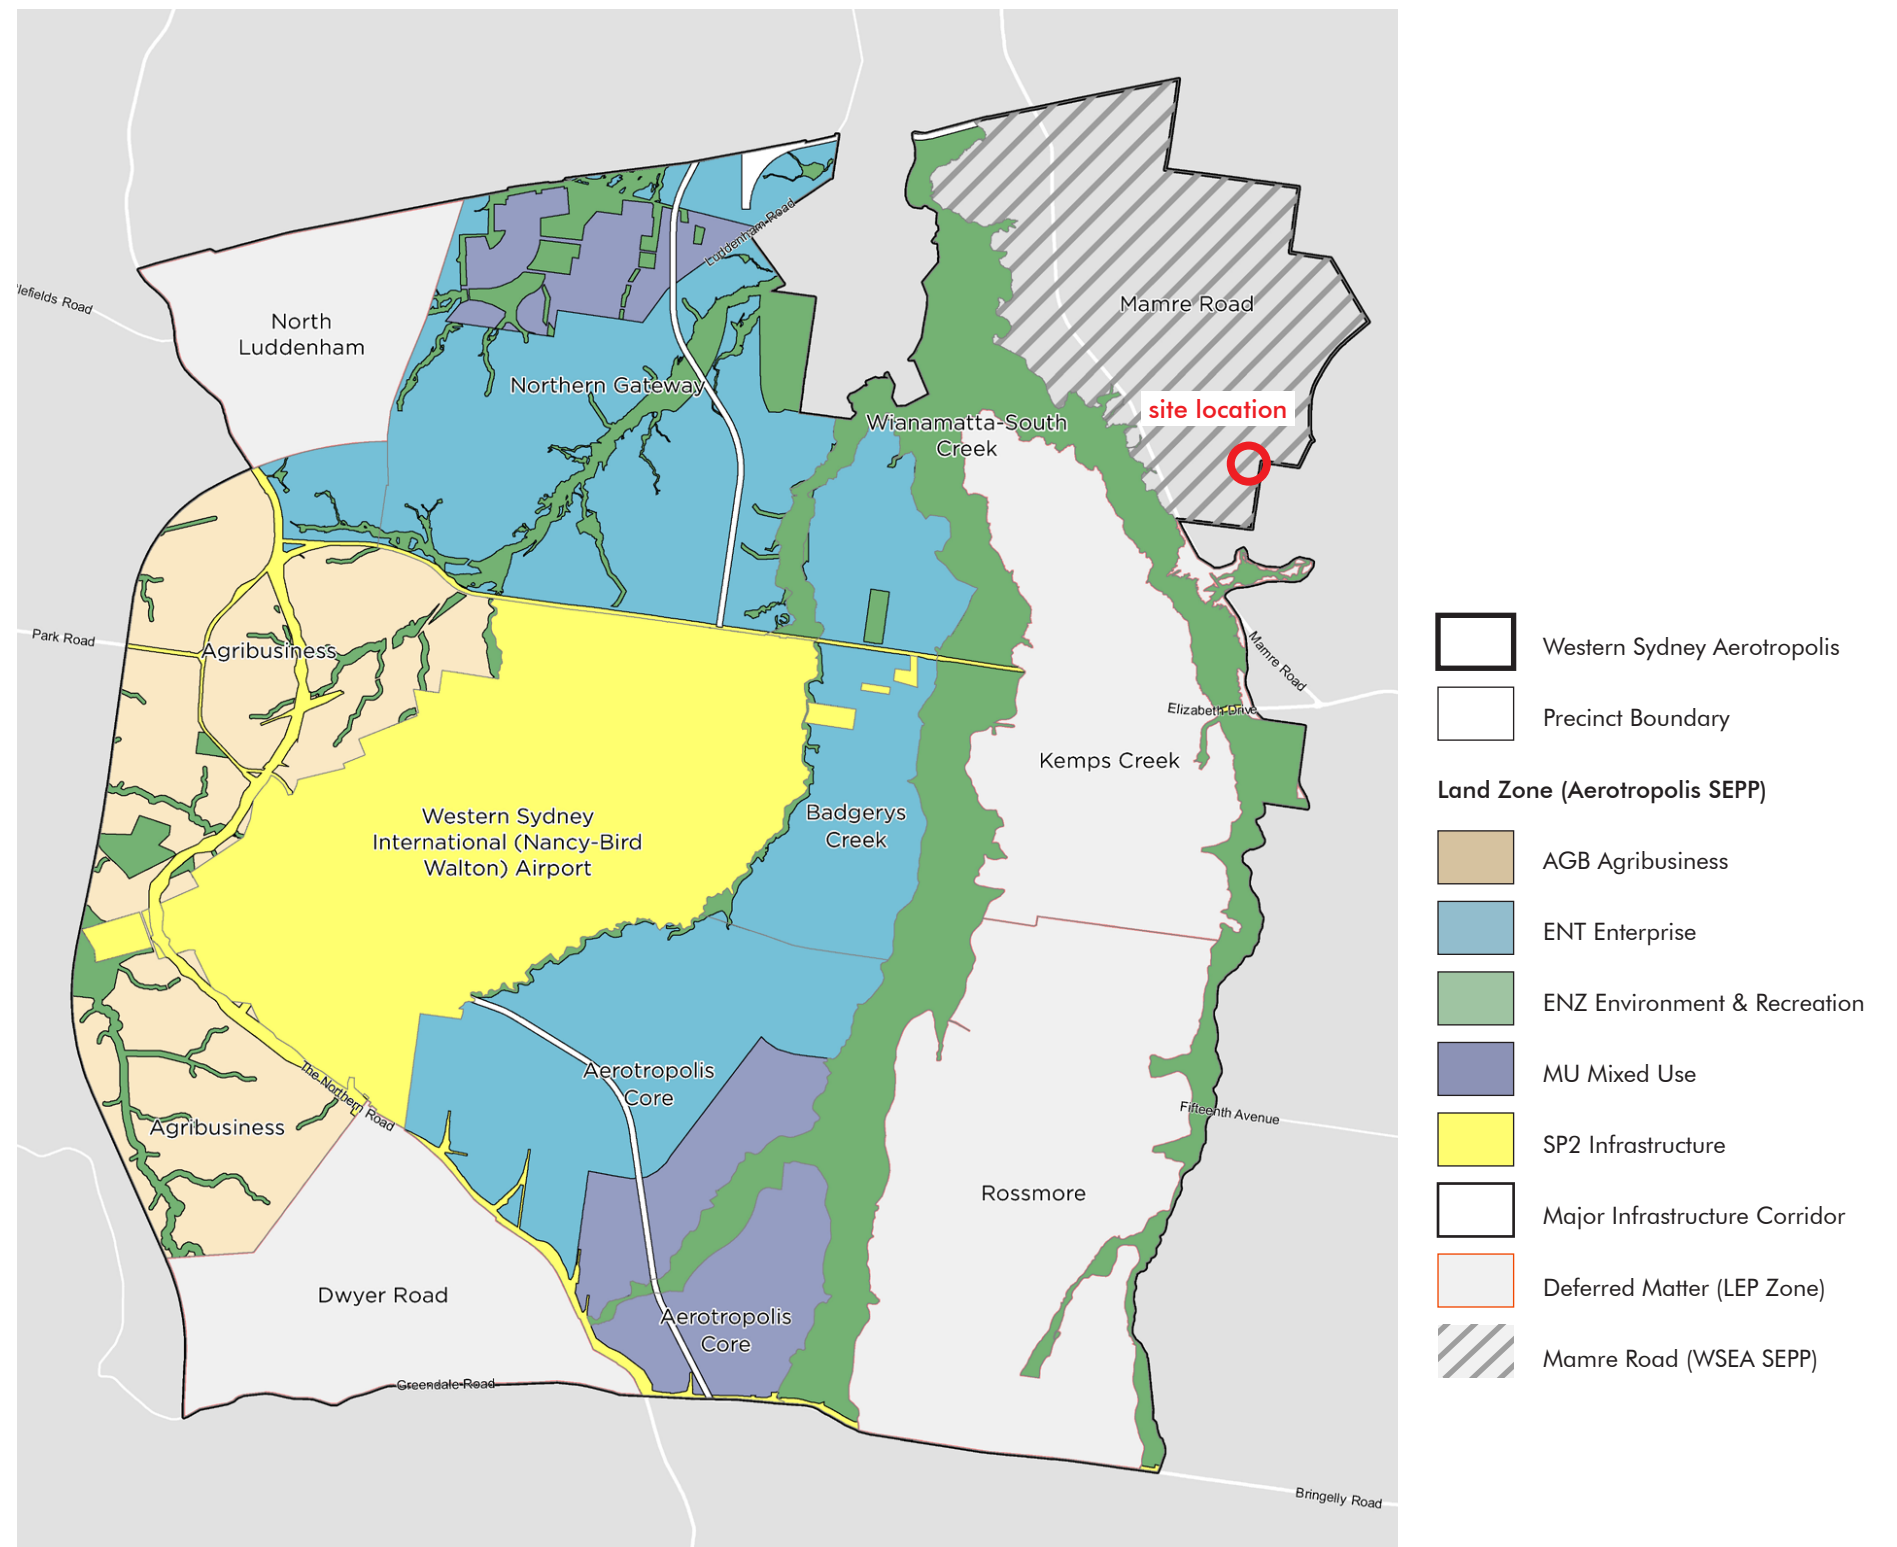 lefields Road
North
Luddenham
Luddenham Road
Northern Gateway
Mamre Road
site location
Wianamatta-South
Creek
Park Road
Agribusiness
Mamre Road
Elizabeth Drive
Kemps Creek
Western Sydney
International (Nancy-Bird
Walton) Airport
Badgerys
Creek
Aerotropolis
Core
The Northern Road
Agribusiness
Fifteenth Avenue
Rossmore
Dwyer Road
Aerotropolis
Core
Greendale Road
Bringelly Road
Western Sydney Aerotropolis
Precinct Boundary
Land Zone (Aerotropolis SEPP)
AGB Agribusiness
ENT Enterprise
ENZ Environment & Recreation
MU Mixed Use
SP2 Infrastructure
Major Infrastructure Corridor
Deferred Matter (LEP Zone)
Mamre Road (WSEA SEPP)